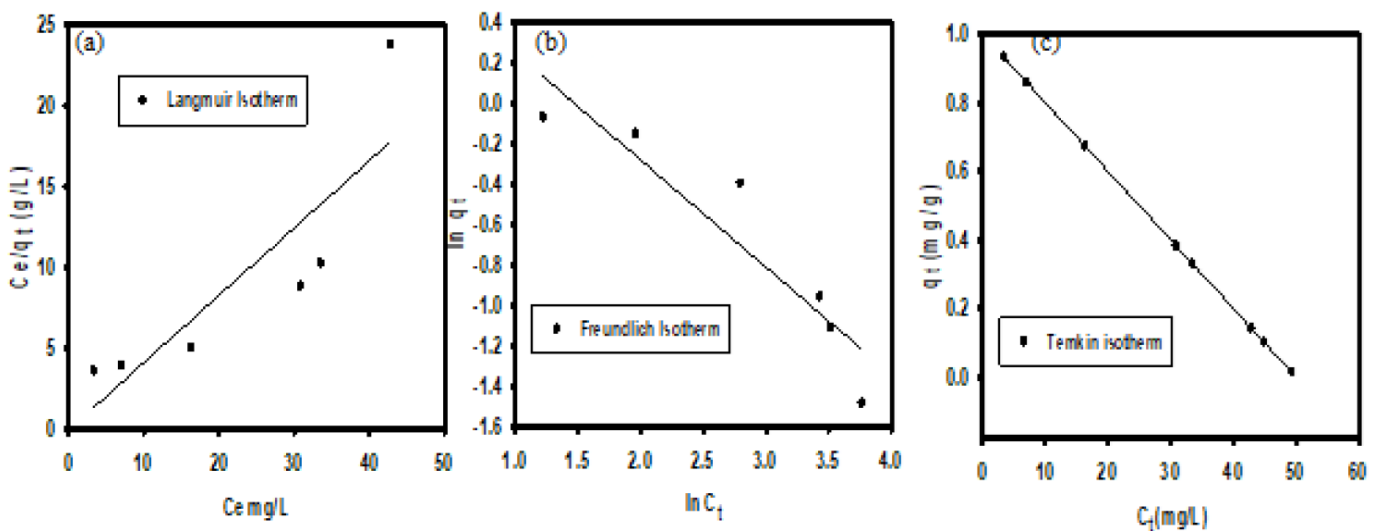 (a)
25
20
15
10
5
0
Ce/qt (g/L)
Langmuir Isotherm
0 10 20 30 40 50
Ce mg/L
(b)
0.4
0.2
0.0
-0.2
-0.4
-0.6
-0.8
-1.0
-1.2
-1.4
-1.6
ln qt
Freundlich Isotherm
1.0 1.5 2.0 2.5 3.0 3.5 4.0
ln Ct
(c)
1.0
0.8
0.6
0.4
0.2
0.0
qt (mg/g)
Temkin isotherm
0 10 20 30 40 50 60
Ct(mg/L)